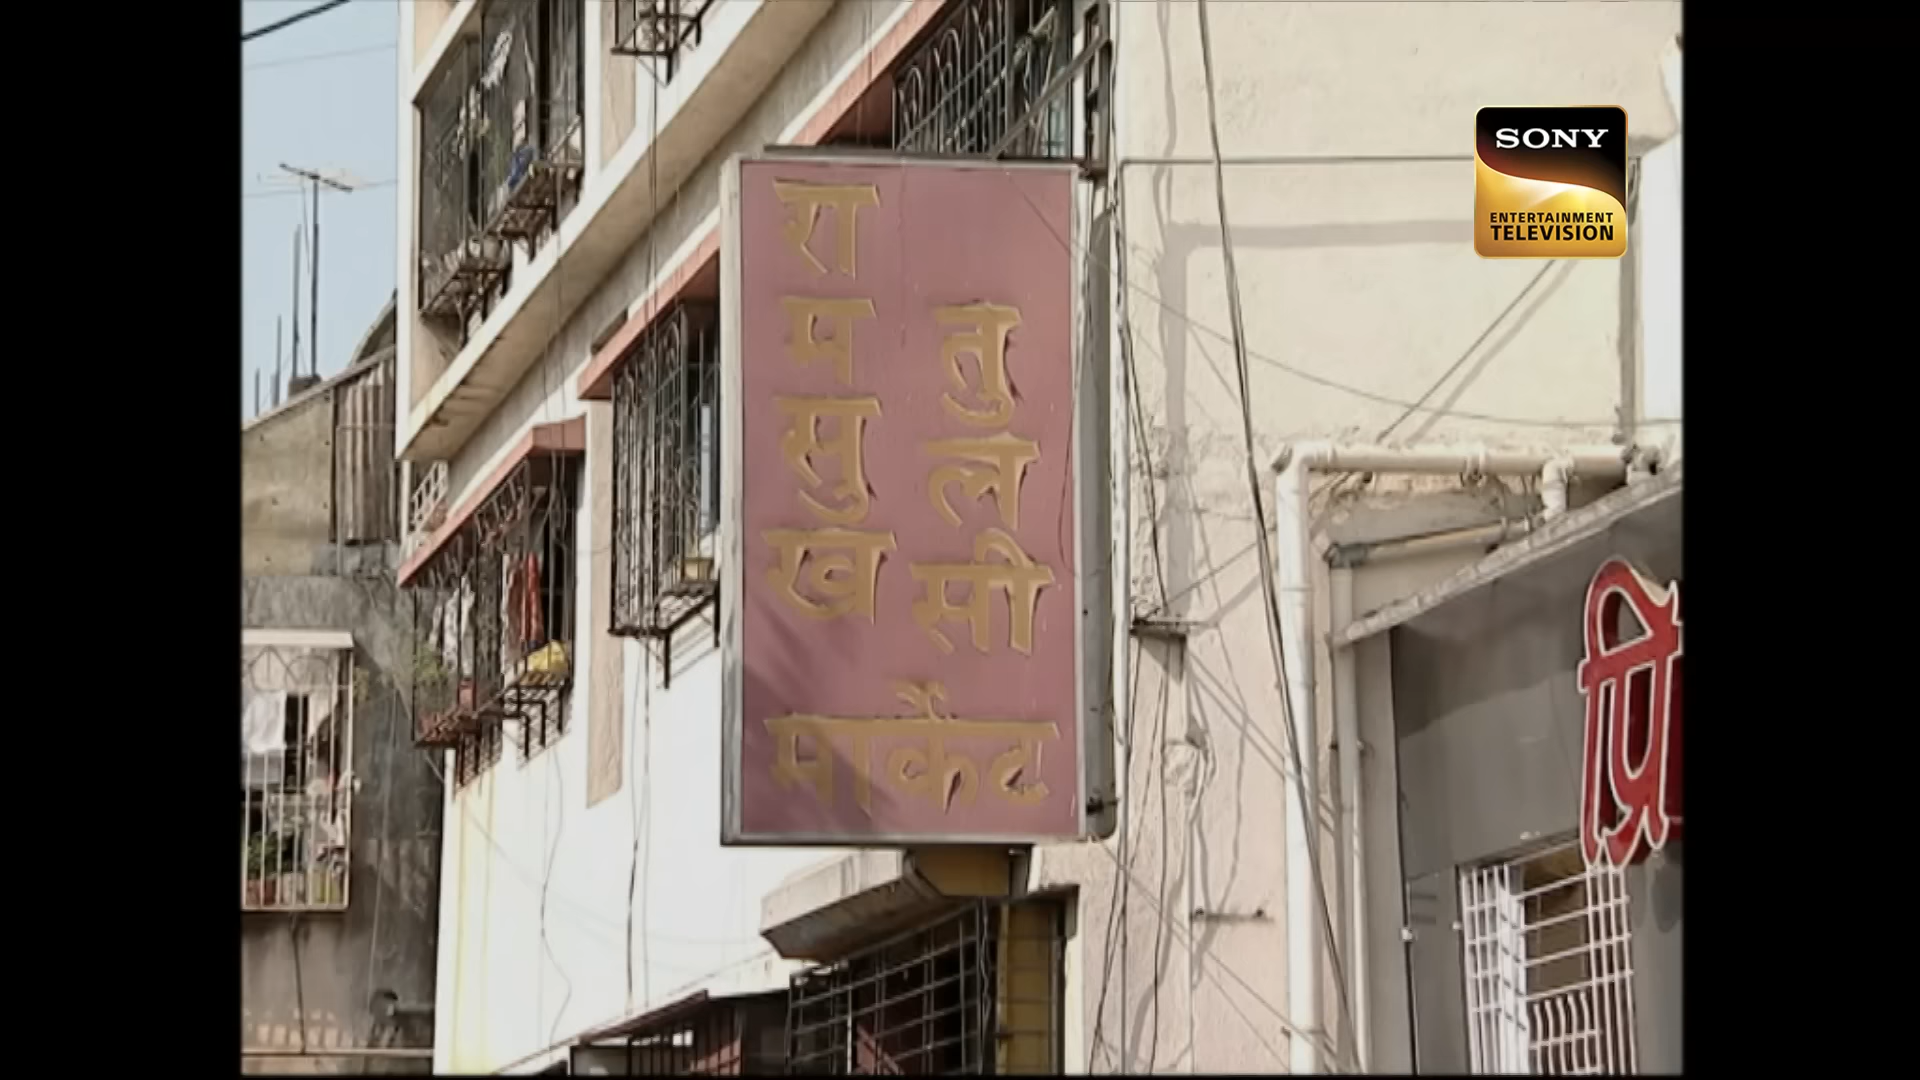 रामसुख
तुलसी
मार्कैट
प्रि
SONY
ENTERTAINMENT
TELEVISION